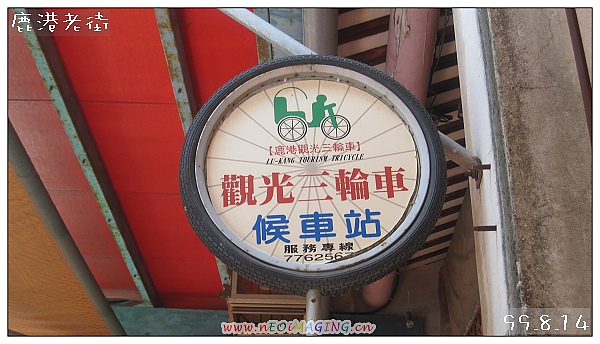 鹿港老街
【鹿港觀光三輪車】
LU-KANG TOURISM TRICYCLE
觀光三輪車
候車站
服務專線
7762567
www.nEOiMAGING.cn
99.8.14